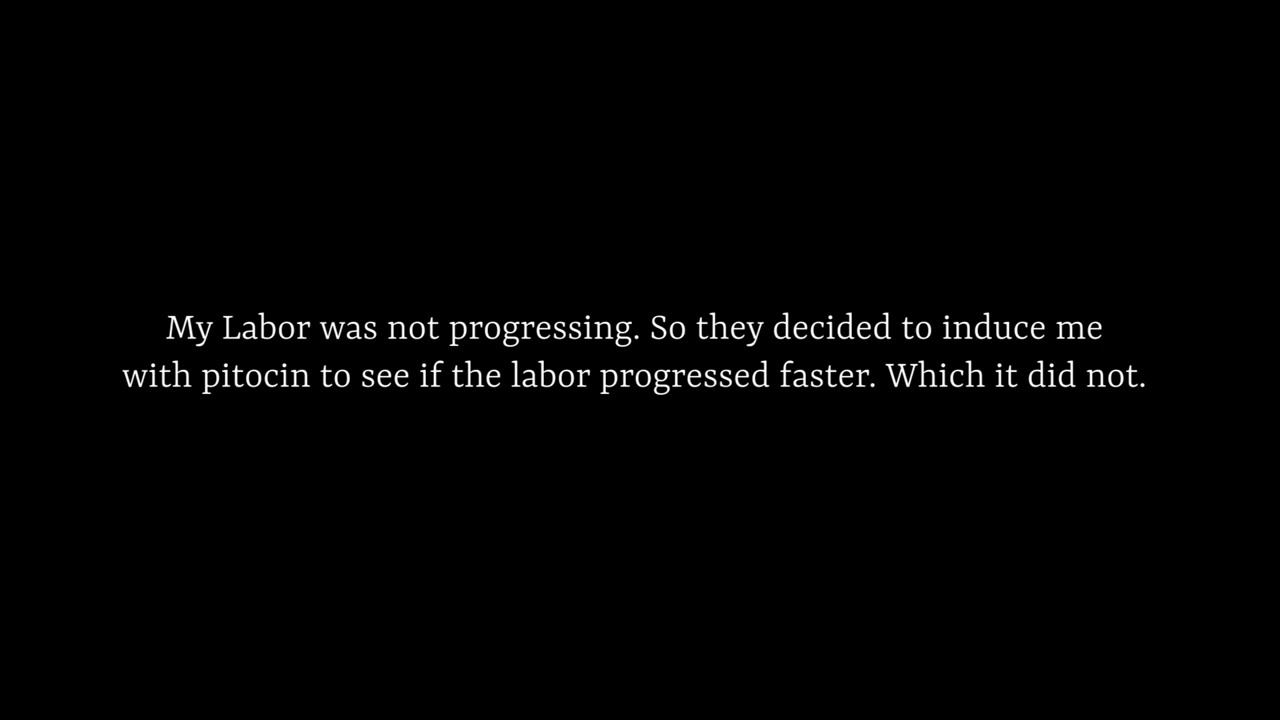 My Labor was not progressing. So they decided to induce me
with pitocin to see if the labor progressed faster. Which it did not.